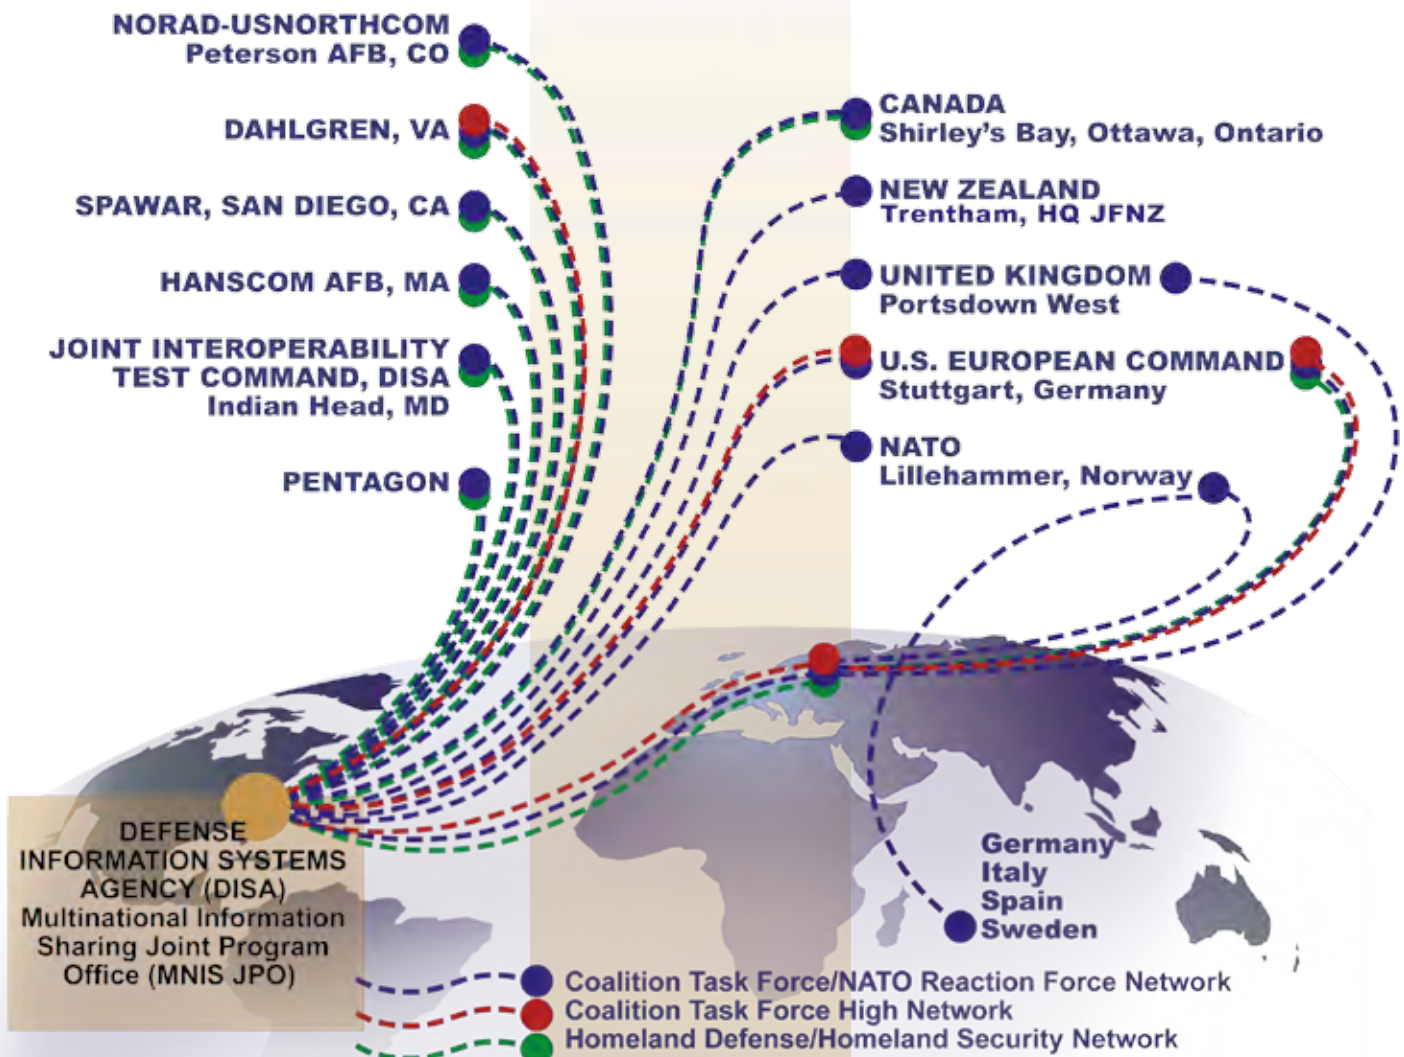 NORAD-USNORTHCOM
Peterson AFB, CO
DAHLGREN, VA
SPAWAR, SAN DIEGO, CA
HANSCOM AFB, MA
JOINT INTEROPERABILITY
TEST COMMAND, DISA
Indian Head, MD
PENTAGON
CANADA
Shirley's Bay, Ottawa, Ontario
NEW ZEALAND
Trentham, HQ JFNZ
UNITED KINGDOM
Portsdown West
U.S. EUROPEAN COMMAND
Stuttgart, Germany
NATO
Lillehammer, Norway
Germany
Italy
Spain
Sweden
DEFENSE
INFORMATION SYSTEMS
AGENCY (DISA)
Multinational Information
Sharing Joint Program
Office (MNIS JPO)
Coalition Task Force/NATO Reaction Force Network
Coalition Task Force High Network
Homeland Defense/Homeland Security Network